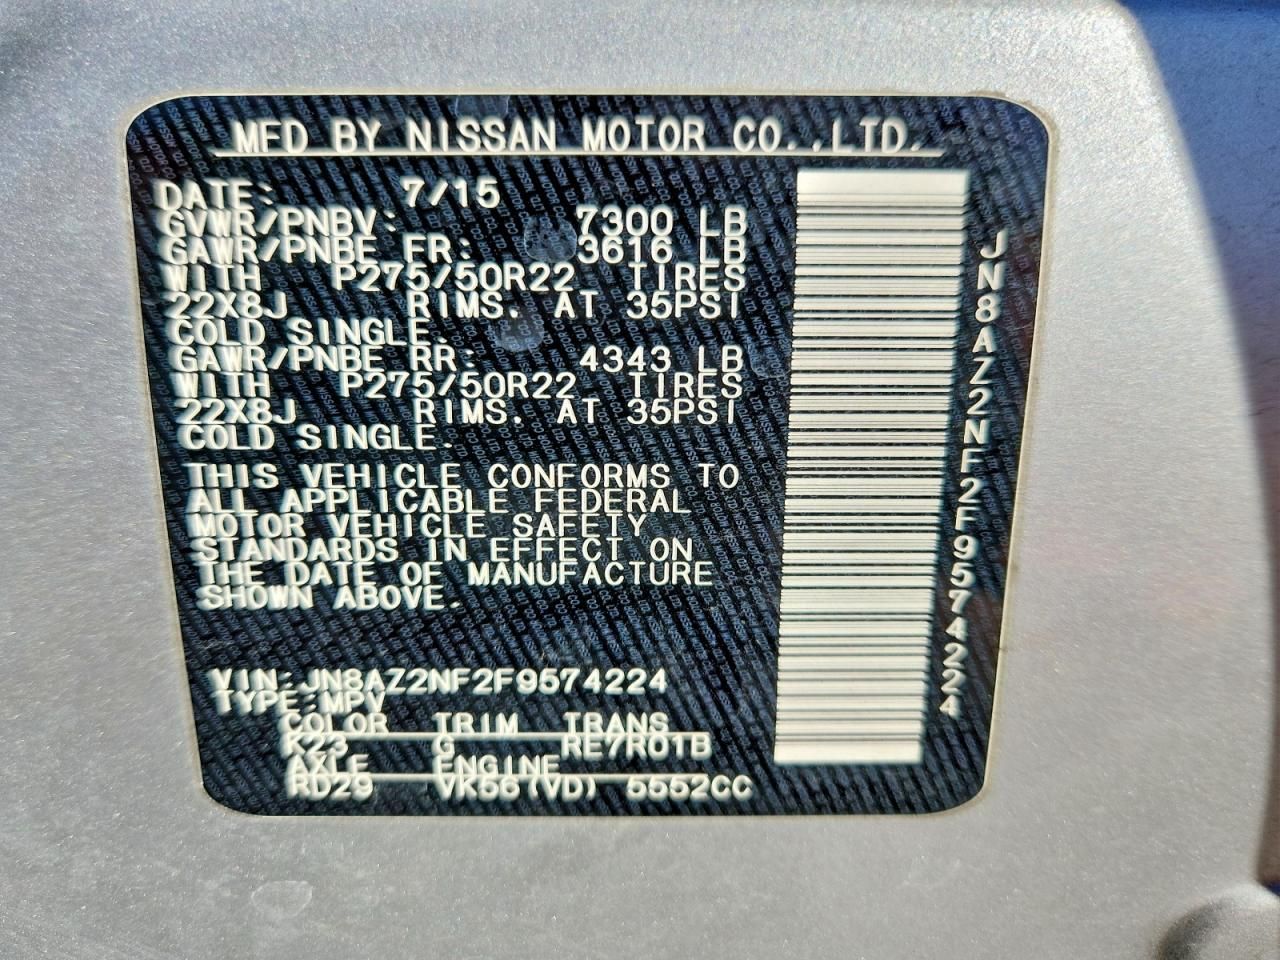 MFD BY NISSAN MOTOR CO.,LTD.
DATE: 7/15
GVWR/PNBV: 7300 LB
GAWR/PNBE FR: 3616 LB
WITH P275/50R22 TIRES
22X8J RIMS. AT 35PSI
COLD SINGLE.
GAWR/PNBE RR: 4343 LB
WITH P275/50R22 TIRES
22X8J RIMS. AT 35PSI
COLD SINGLE.
THIS VEHICLE CONFORMS TO
ALL APPLICABLE FEDERAL
MOTOR VEHICLE SAFETY
STANDARDS IN EFFECT ON
THE DATE OF MANUFACTURE
SHOWN ABOVE.
VIN:JN8AZ2NF2F9574224
TYPE:MPV
COLOR TRIM TRANS
K23 G RE7R01B
AXLE ENGINE
RD29 VK56(VD) 5552CC
JN8AZ2NF2F9574224